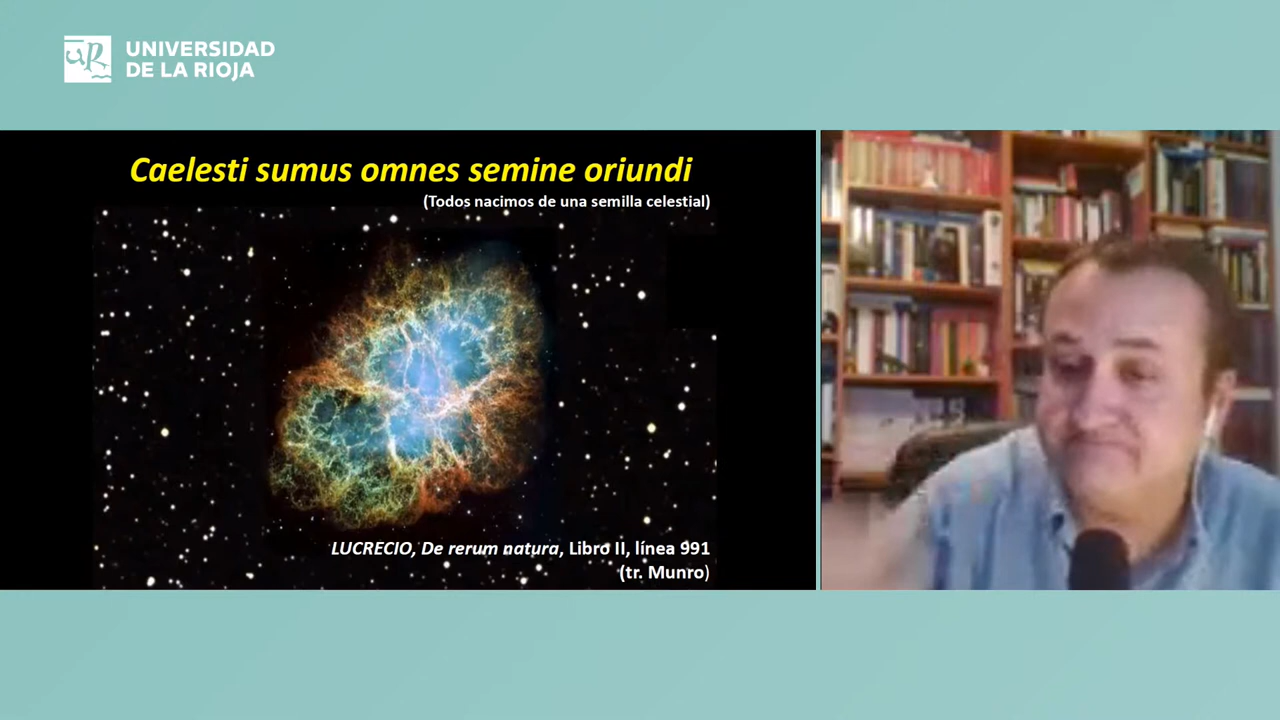 UNIVERSIDAD
DE LA RIOJA
Caelesti sumus omnes semine oriundi
(Todos nacimos de una semilla celestial)
LUCRECIO, De rerum natura, Libro II, línea 991
(tr. Munro)